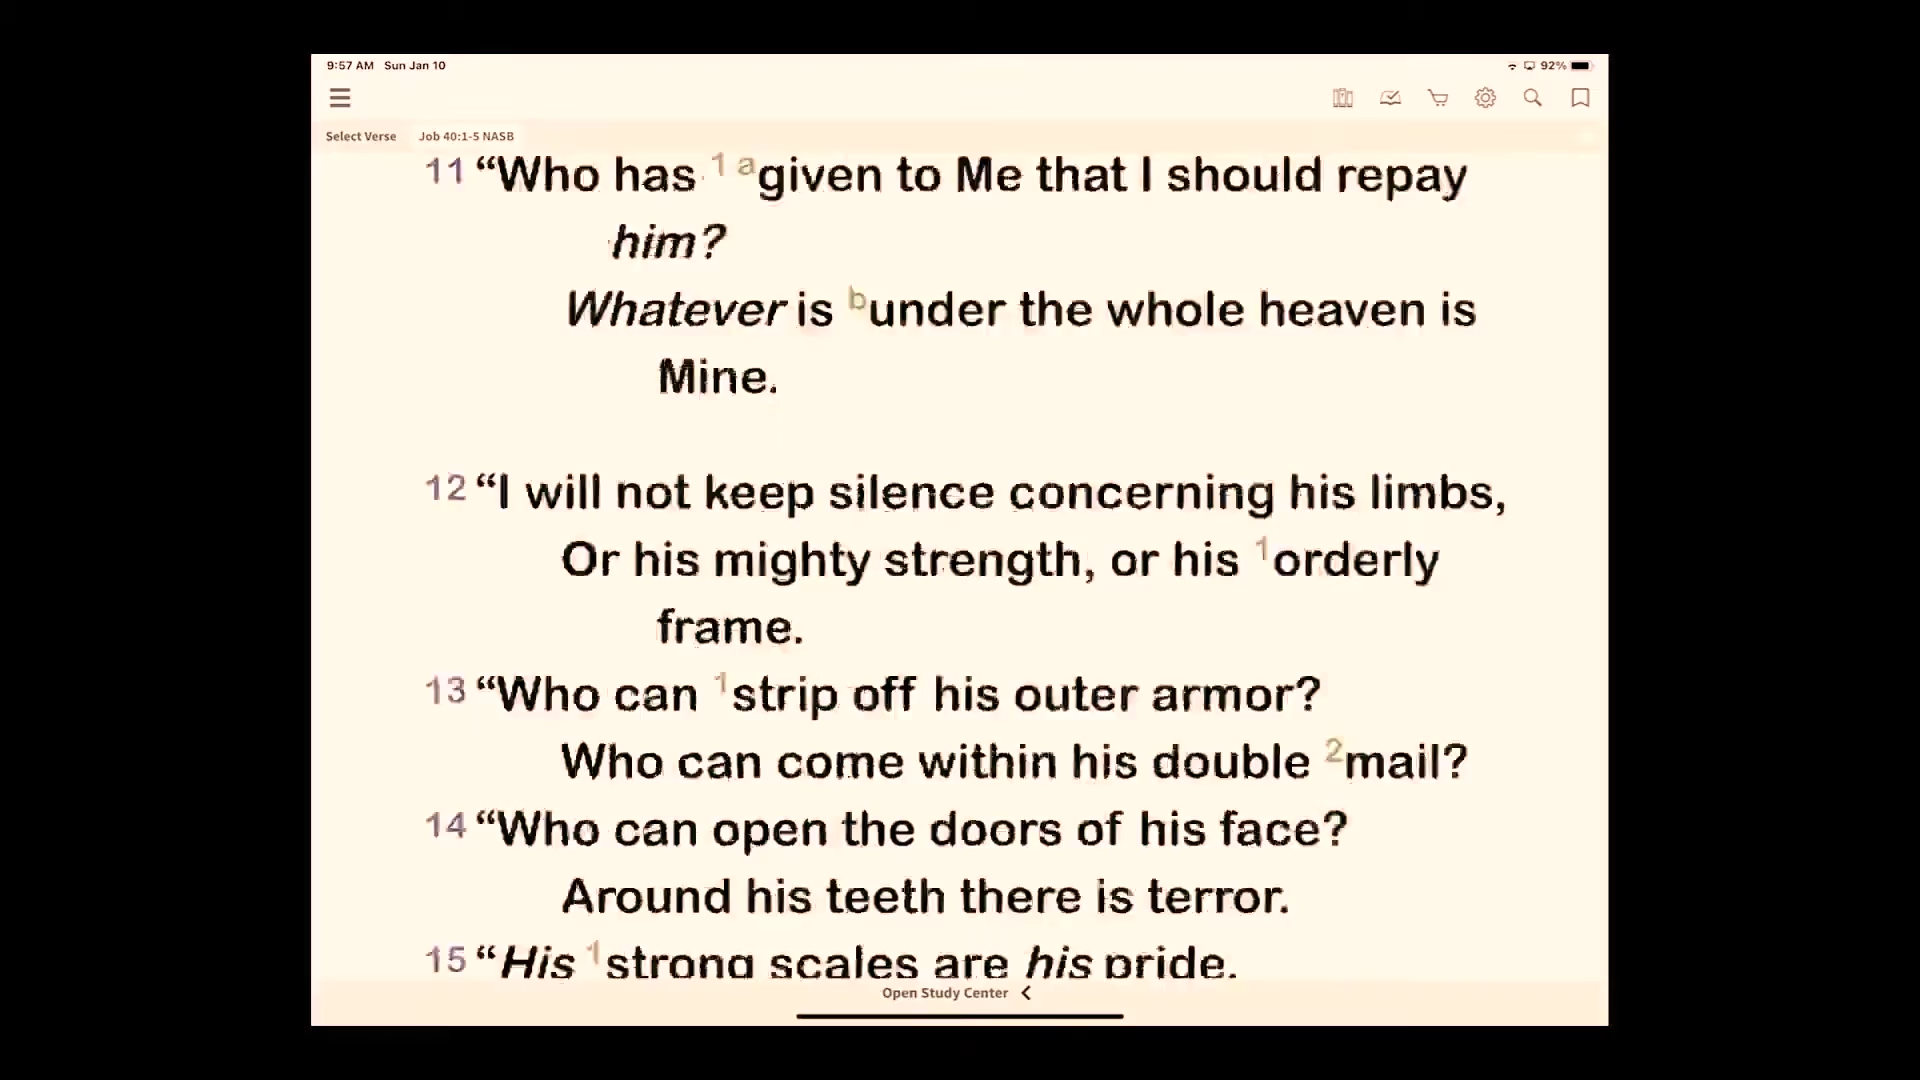 9:57 AM Sun Jan 10 92%
Select Verse Job 40:1-5 NASB
11 “Who has 1 a given to Me that I should repay
him?
Whatever is b under the whole heaven is
Mine.
12 “I will not keep silence concerning his limbs,
Or his mighty strength, or his 1 orderly
frame.
13 “Who can 1 strip off his outer armor?
Who can come within his double 2 mail?
14 “Who can open the doors of his face?
Around his teeth there is terror.
15 “His 1 strong scales are his pride,
Open Study Center